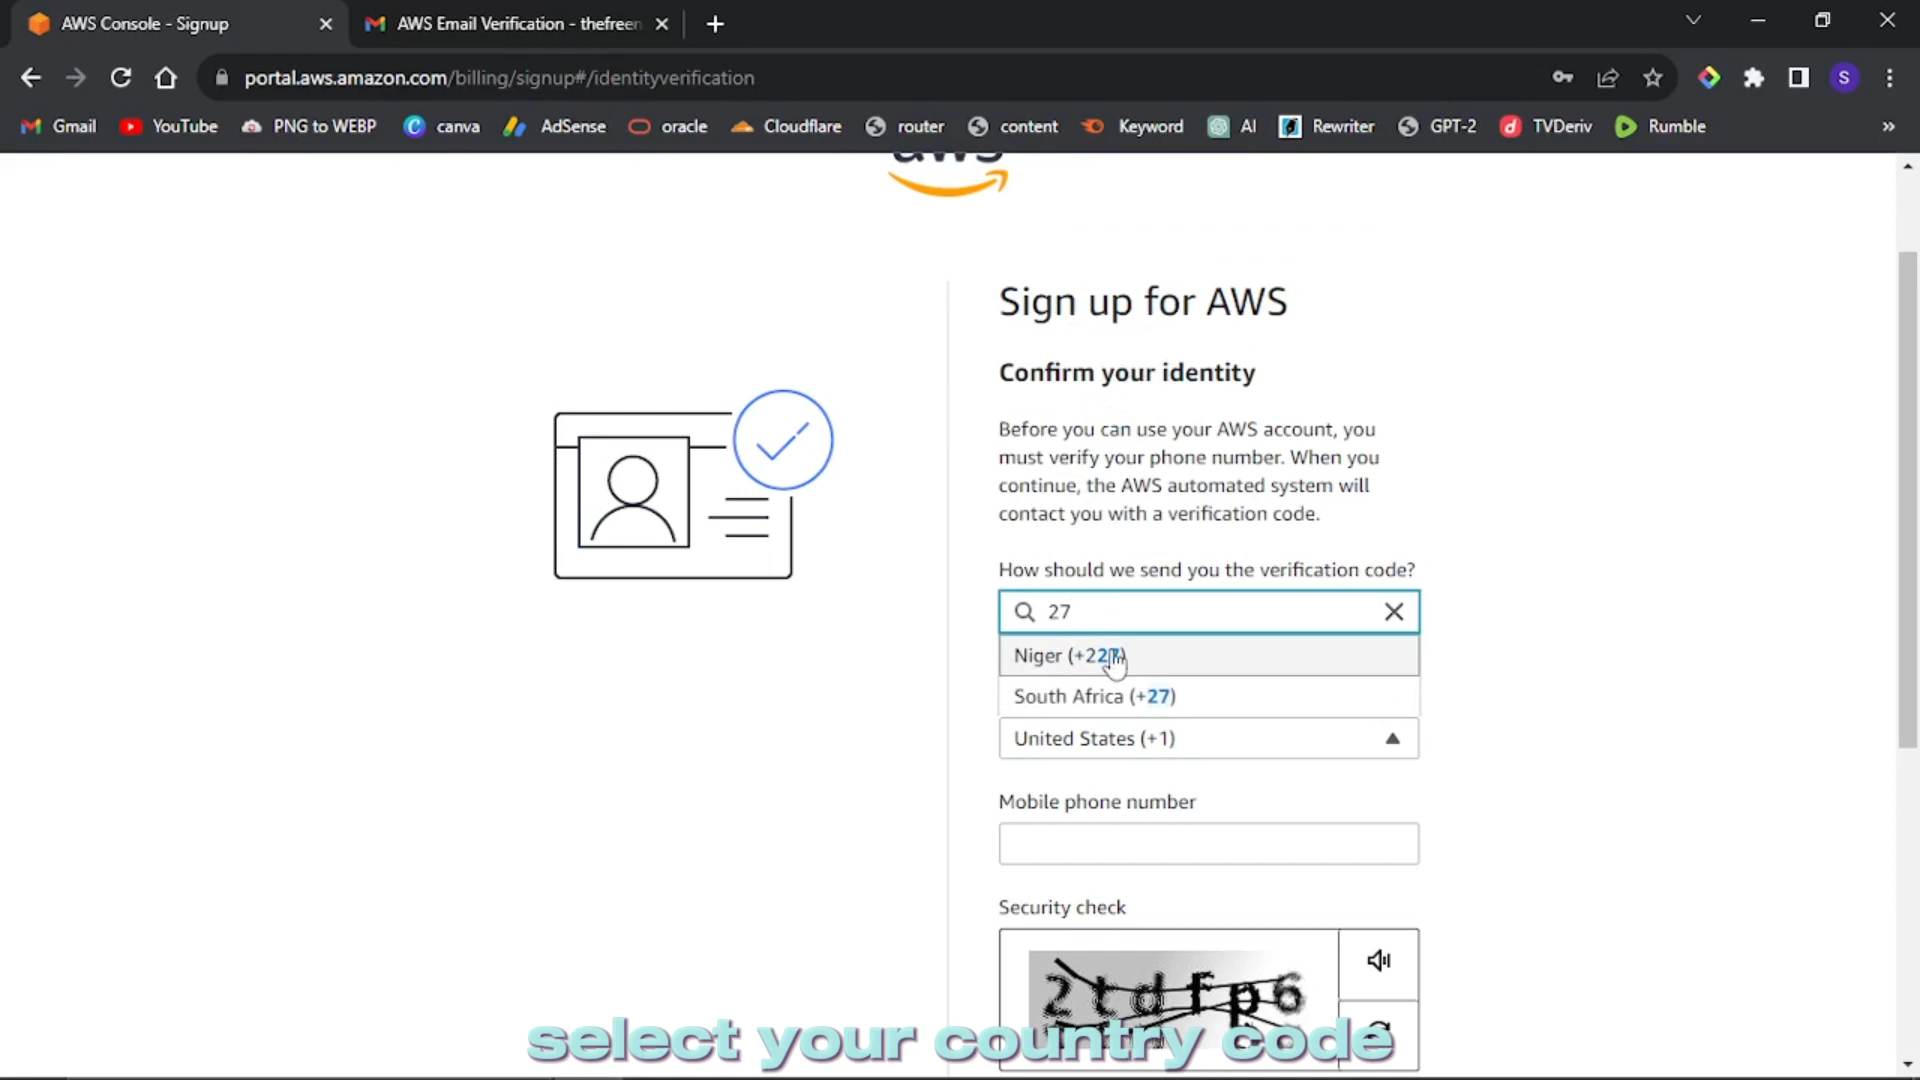 AWS Console - Signup
AWS Email Verification - thefreen
portal.aws.amazon.com/billing/signup#/identityverification
S
Gmail
YouTube
PNG to WEBP
canva
AdSense
oracle
Cloudflare
router
content
Keyword
AI
Rewriter
GPT-2
TVDeriv
Rumble
aws
Sign up for AWS
Confirm your identity
Before you can use your AWS account, you
must verify your phone number. When you
continue, the AWS automated system will
contact you with a verification code.
How should we send you the verification code?
27
Niger (+227)
South Africa (+27)
United States (+1)
Mobile phone number
Security check
2tdfp6
select your country code